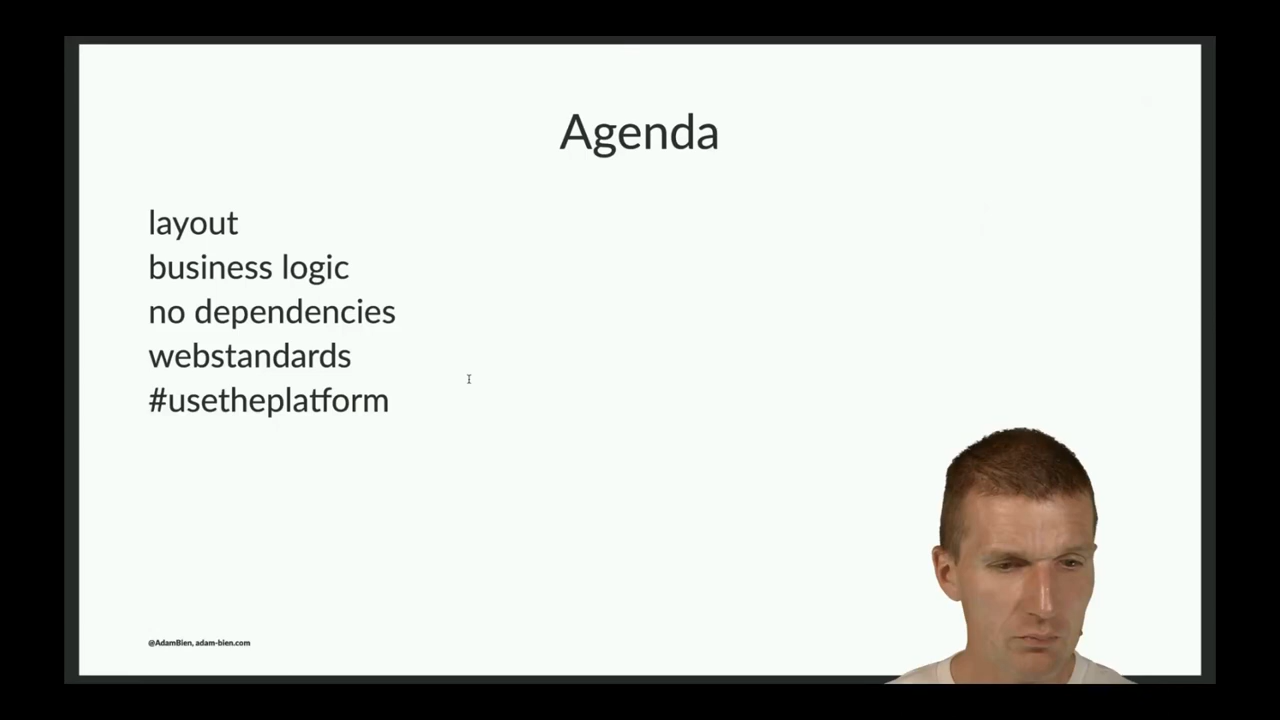 Agenda
layout
business logic
no dependencies
webstandards
#usetheplatform
@AdamBien, adam-bien.com